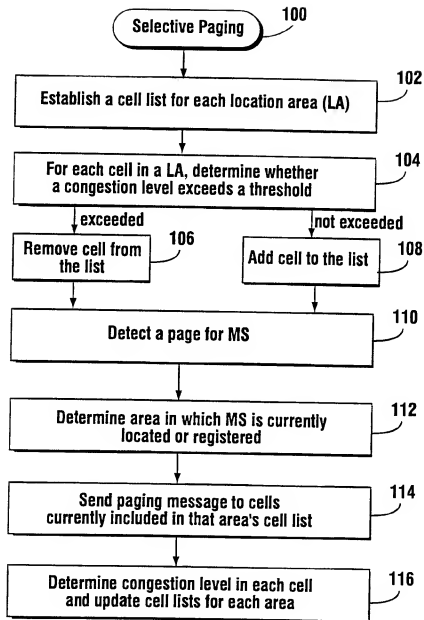 Selective Paging
100
Establish a cell list for each location area (LA)
102
For each cell in a LA, determine whether
a congestion level exceeds a threshold
104
exceeded
not exceeded
Remove cell from
the list
106
Add cell to the list
108
Detect a page for MS
110
Determine area in which MS is currently
located or registered
112
Send paging message to cells
currently included in that area's cell list
114
Determine congestion level in each cell
and update cell lists for each area
116